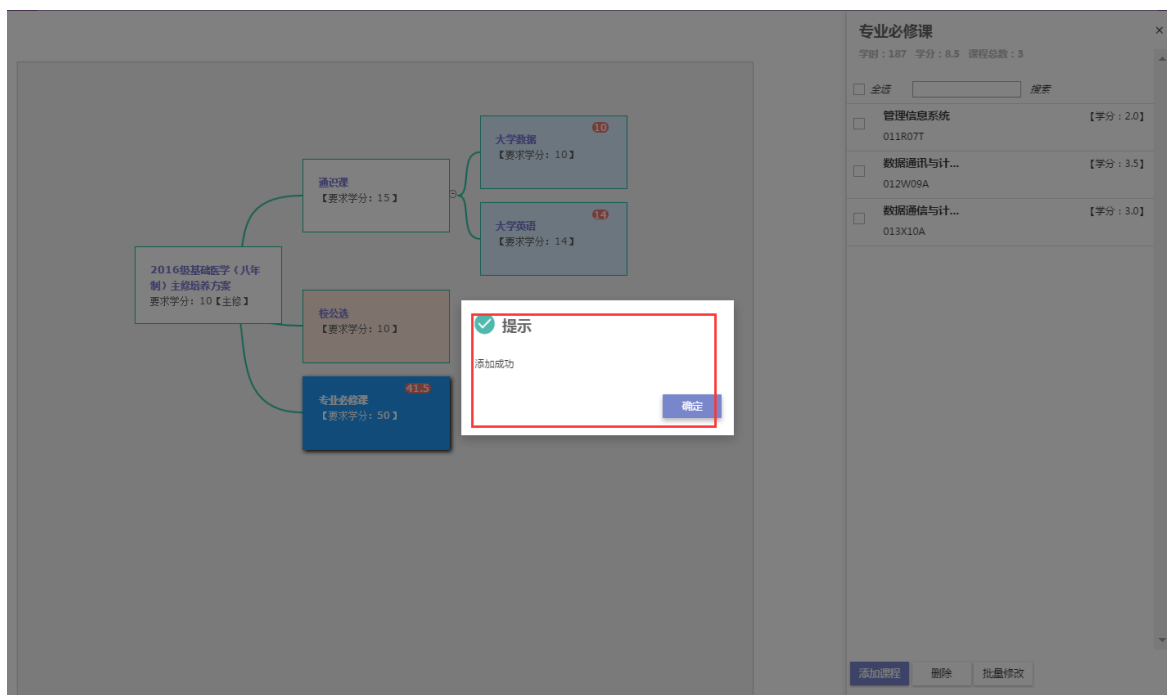 专业必修课
×
学时：187 学分：8.5 课程总数：3
全选 搜索
管理信息系统 【学分：2.0】
011R07T
数据通讯与计... 【学分：3.5】
012W09A
数据通信与计... 【学分：3.0】
013X10A
10
大学数据
【要求学分：10】
通识课
【要求学分：15】
14
大学英语
【要求学分：14】
2016级基础医学（八年
制）主修培养方案
要求学分：10【主修】
校公选
【要求学分：10】
41.5
专业必修课
【要求学分：50】
提示
添加成功
确定
添加课程 删除 批量修改